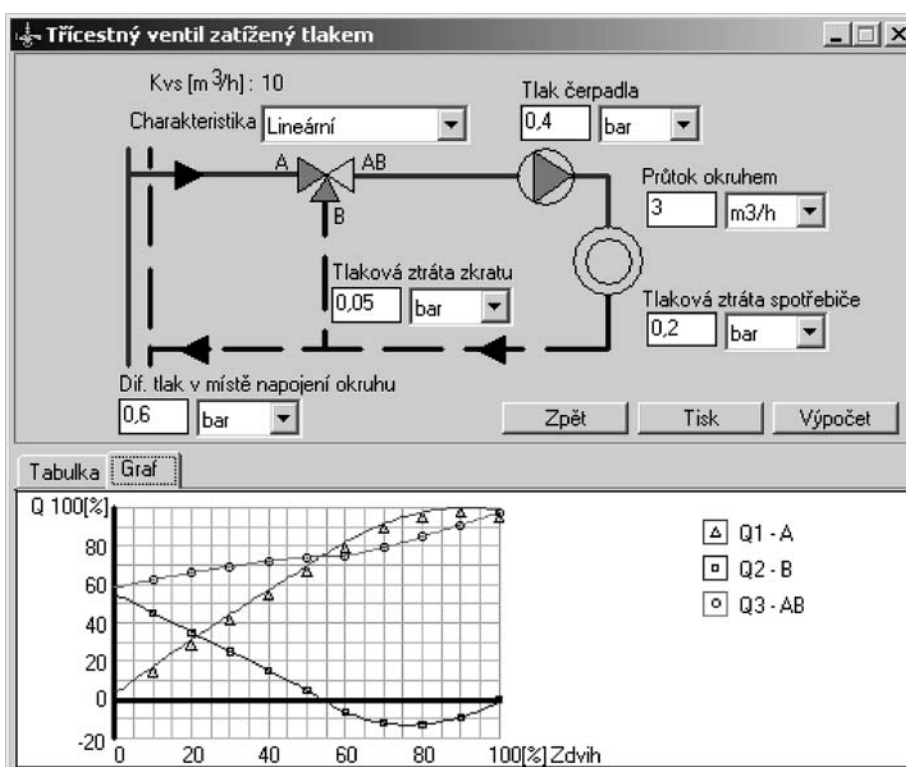 Třícestný ventil zatížený tlakem
Kvs [m3/h] : 10
Tlak čerpadla
Charakteristika Lineární
0,4 bar
A AB
Průtok okruhem
3 m3/h
B
Tlaková ztráta zkratu
0,05 bar
Tlaková ztráta spotřebiče
0,2 bar
Dif. tlak v místě napojení okruhu
0,6 bar
Zpět Tisk Výpočet
Tabulka Graf
Q 100[%]
80
60
40
20
0
-20
0 20 40 60 80 100[%] Zdvih
Q1 - A
Q2 - B
Q3 - AB